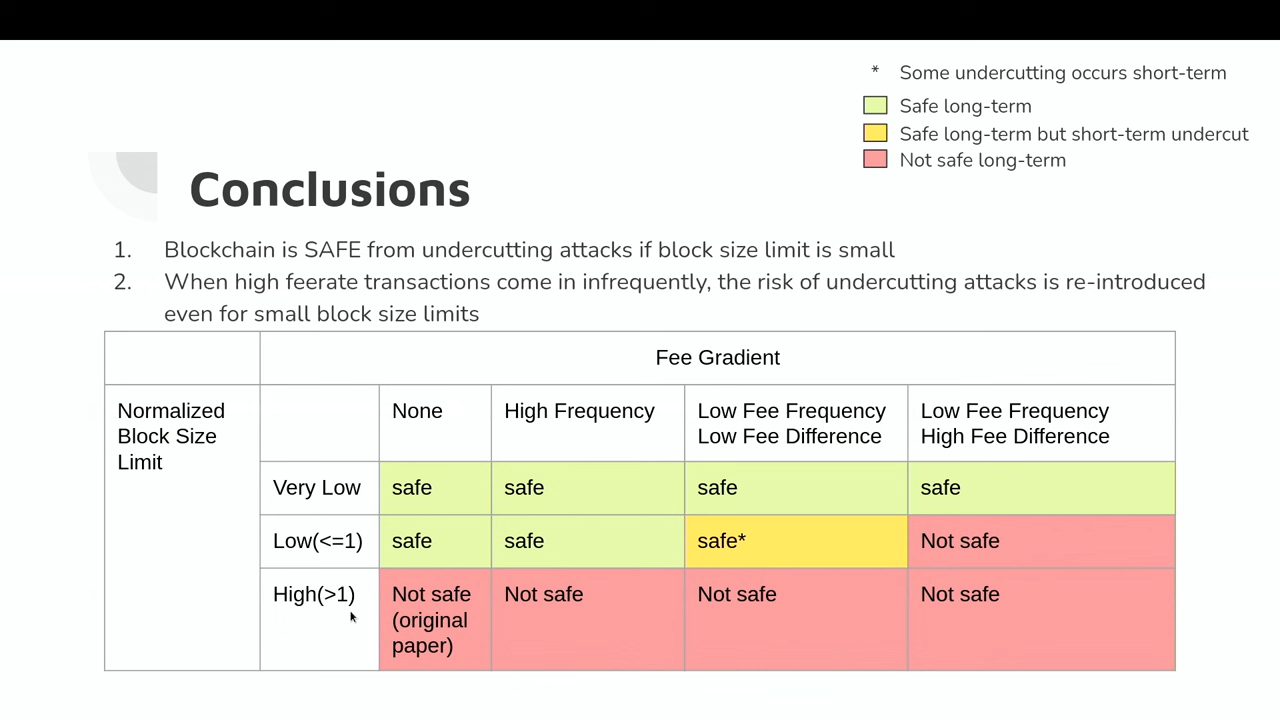 * Some undercutting occurs short-term
Safe long-term
Safe long-term but short-term undercut
Not safe long-term
Conclusions
1. Blockchain is SAFE from undercutting attacks if block size limit is small
2. When high feerate transactions come in infrequently, the risk of undercutting attacks is re-introduced
even for small block size limits
Fee Gradient
Normalized
Block Size
Limit
None
High Frequency
Low Fee Frequency
Low Fee Difference
Low Fee Frequency
High Fee Difference
Very Low
safe
safe
safe
safe
Low(<=1)
safe
safe
safe*
Not safe
High(>1)
Not safe
(original
paper)
Not safe
Not safe
Not safe